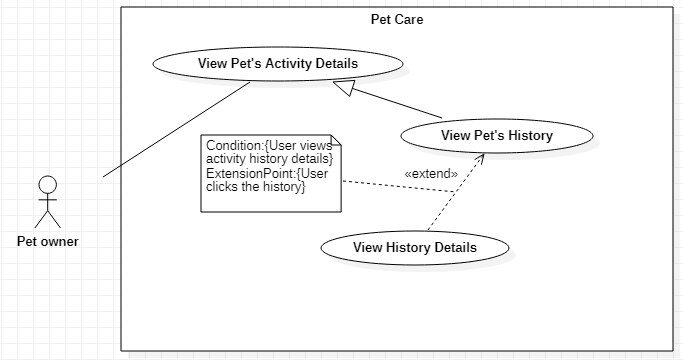 Pet Care
View Pet's Activity Details
View Pet's History
Condition:{User views
activity history details}
ExtensionPoint:{User
clicks the history}
«extend»
Pet owner
View History Details